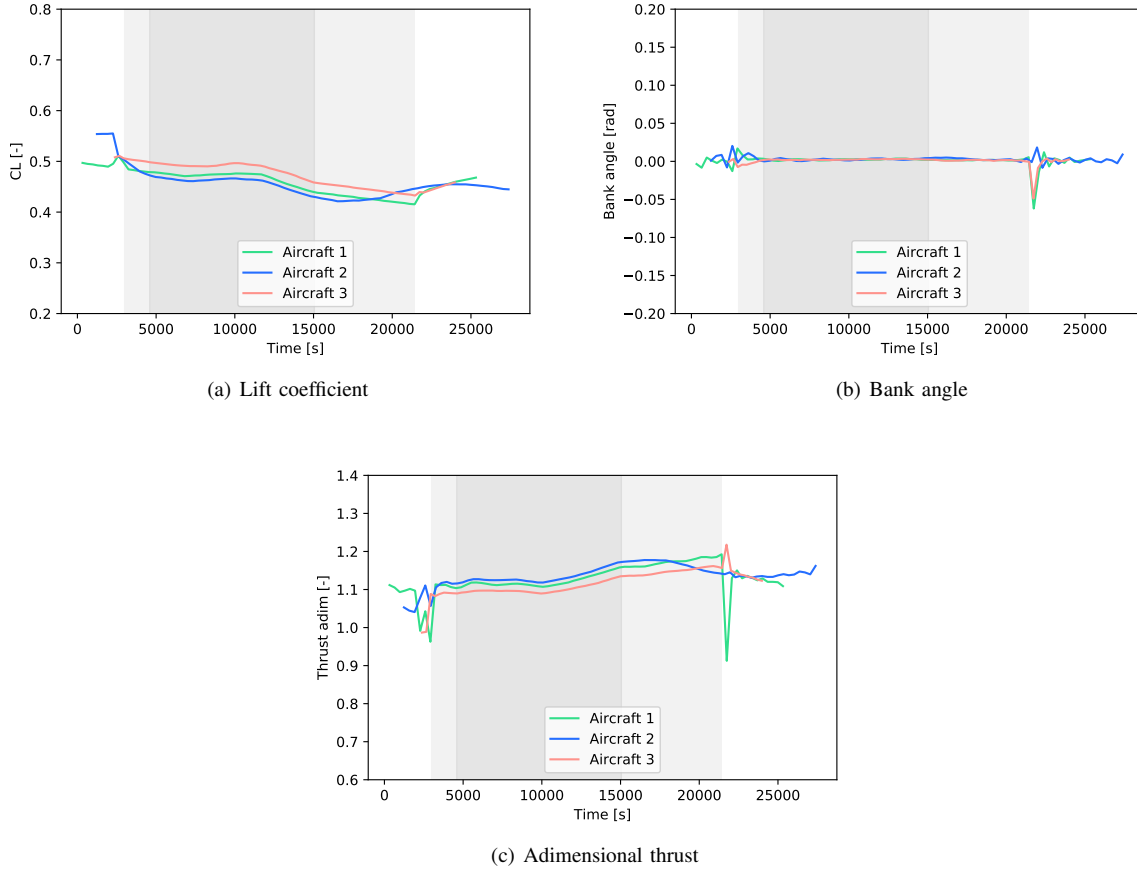 0.8
0.7
0.6
0.5
0.4
0.3
0.2
CL [-]
Aircraft 1
Aircraft 2
Aircraft 3
0 5000 10000 15000 20000 25000
Time [s]
(a) Lift coefficient
0.20
0.15
0.10
0.05
0.00
−0.05
−0.10
−0.15
−0.20
Bank angle [rad]
Aircraft 1
Aircraft 2
Aircraft 3
0 5000 10000 15000 20000 25000
Time [s]
(b) Bank angle
1.4
1.3
1.2
1.1
1.0
0.9
0.8
0.7
0.6
Thrust adim [-]
Aircraft 1
Aircraft 2
Aircraft 3
0 5000 10000 15000 20000 25000
Time [s]
(c) Adimensional thrust